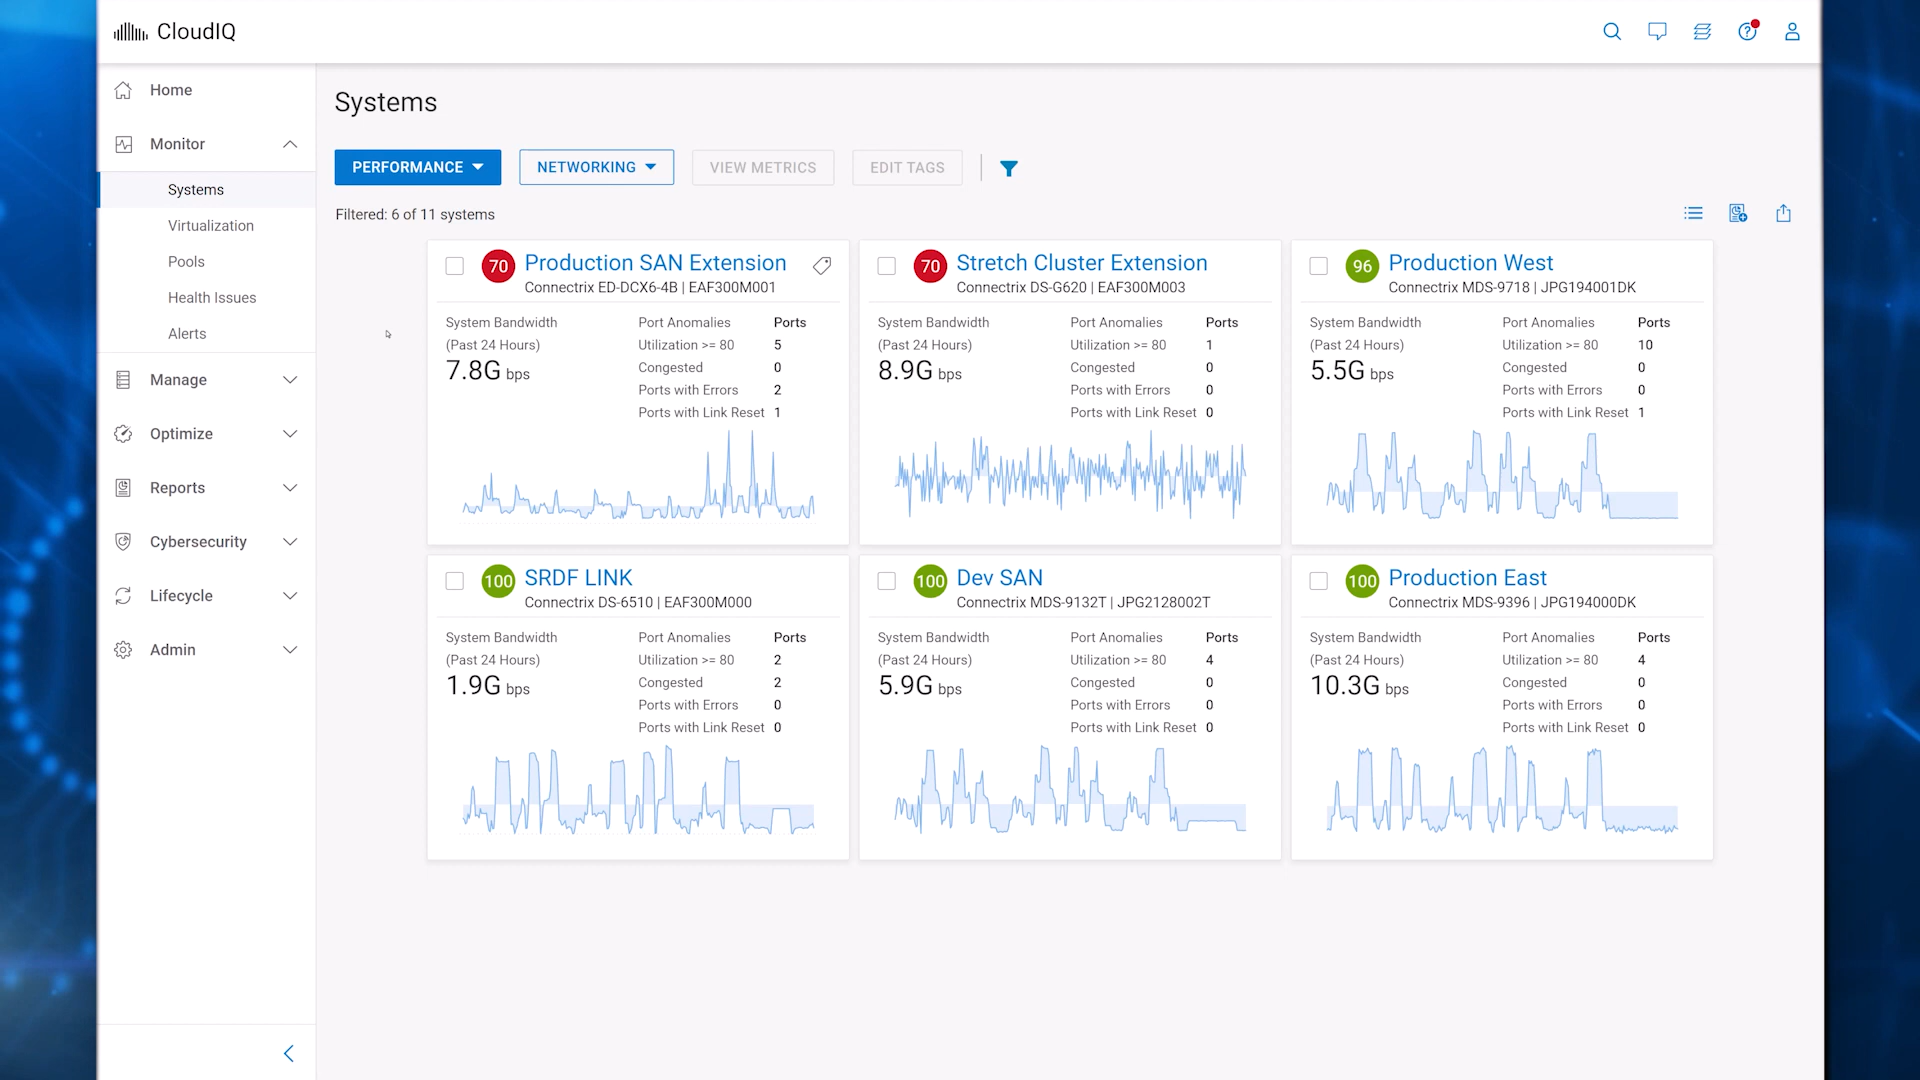 CloudIQ
Home
Monitor
Systems
Virtualization
Pools
Health Issues
Alerts
Manage
Optimize
Reports
Cybersecurity
Lifecycle
Admin
Systems
PERFORMANCE
NETWORKING
VIEW METRICS
EDIT TAGS
Filtered: 6 of 11 systems
70 Production SAN Extension
Connectrix ED-DCX6-4B | EAF300M001
System Bandwidth
(Past 24 Hours)
7.8G bps
Port Anomalies Ports
Utilization >= 80 5
Congested 0
Ports with Errors 2
Ports with Link Reset 1
70 Stretch Cluster Extension
Connectrix DS-G620 | EAF300M003
System Bandwidth
(Past 24 Hours)
8.9G bps
Port Anomalies Ports
Utilization >= 80 1
Congested 0
Ports with Errors 0
Ports with Link Reset 0
96 Production West
Connectrix MDS-9718 | JPG194001DK
System Bandwidth
(Past 24 Hours)
5.5G bps
Port Anomalies Ports
Utilization >= 80 10
Congested 0
Ports with Errors 0
Ports with Link Reset 1
100 SRDF LINK
Connectrix DS-6510 | EAF300M000
System Bandwidth
(Past 24 Hours)
1.9G bps
Port Anomalies Ports
Utilization >= 80 2
Congested 2
Ports with Errors 0
Ports with Link Reset 0
100 Dev SAN
Connectrix MDS-9132T | JPG2128002T
System Bandwidth
(Past 24 Hours)
5.9G bps
Port Anomalies Ports
Utilization >= 80 4
Congested 0
Ports with Errors 0
Ports with Link Reset 0
100 Production East
Connectrix MDS-9396 | JPG194000DK
System Bandwidth
(Past 24 Hours)
10.3G bps
Port Anomalies Ports
Utilization >= 80 4
Congested 0
Ports with Errors 0
Ports with Link Reset 0